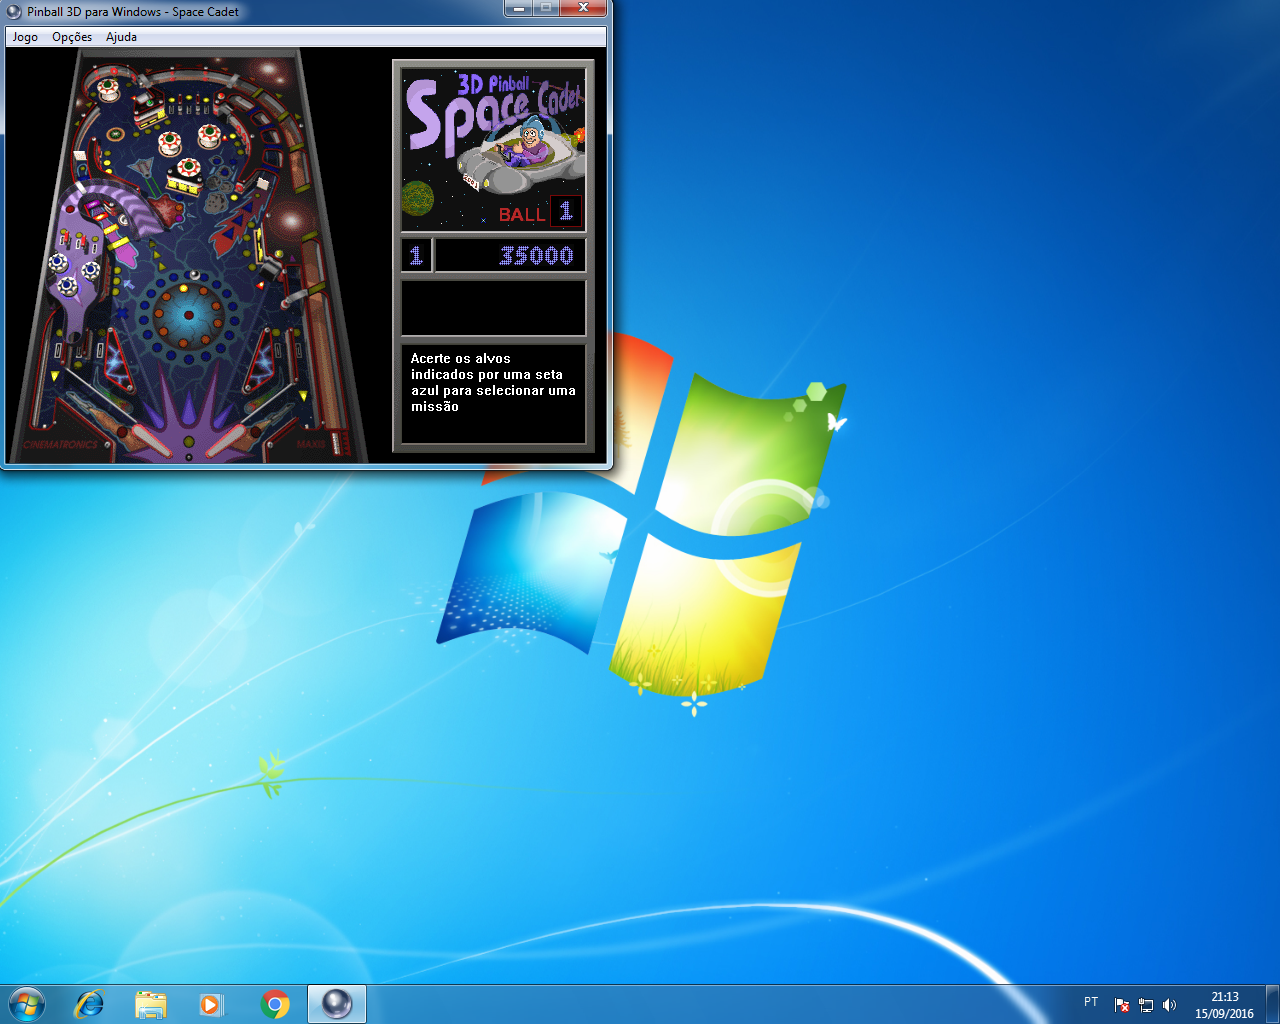 Pinball 3D para Windows - Space Cadet
Jogo Opções Ajuda
3D Pinball
Space Cadet
BALL 1
1 35000
Acerte os alvos
indicados por uma seta
azul para selecionar uma
missão
CINEMATRONICS MAXIS
PT
21:13
15/09/2016